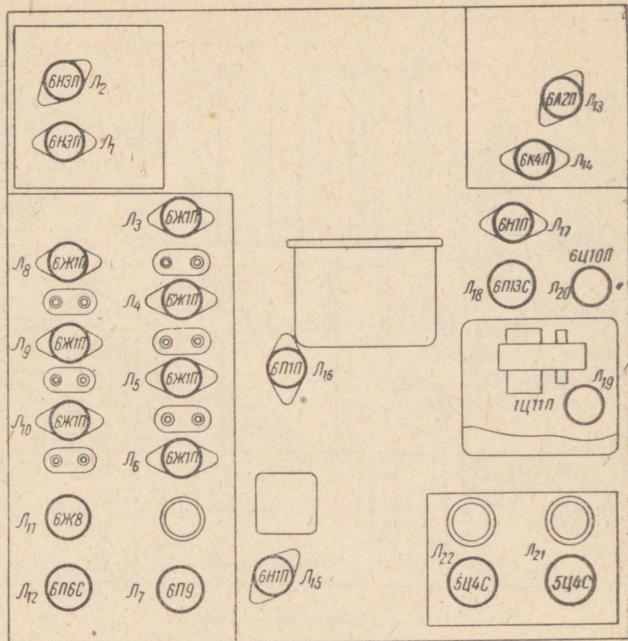 6Н3П Л2
6Н3П Л1
6А2П Л13
6К4П Л14
Л3 6Ж1П
6Н1П Л17
Л8 6Ж1П
6Ц10П
Л18 6П13С Л20
Л4 6Ж1П
Л9 6Ж1П
6П1П Л16
Л5 6Ж1П
Л19
1Ц11П
Л10 6Ж1П
Л6 6Ж1П
Л11 6Ж8
Л22 Л21
Л12 6П6С Л7 6П9
6Н1П Л15
5Ц4С 5Ц4С